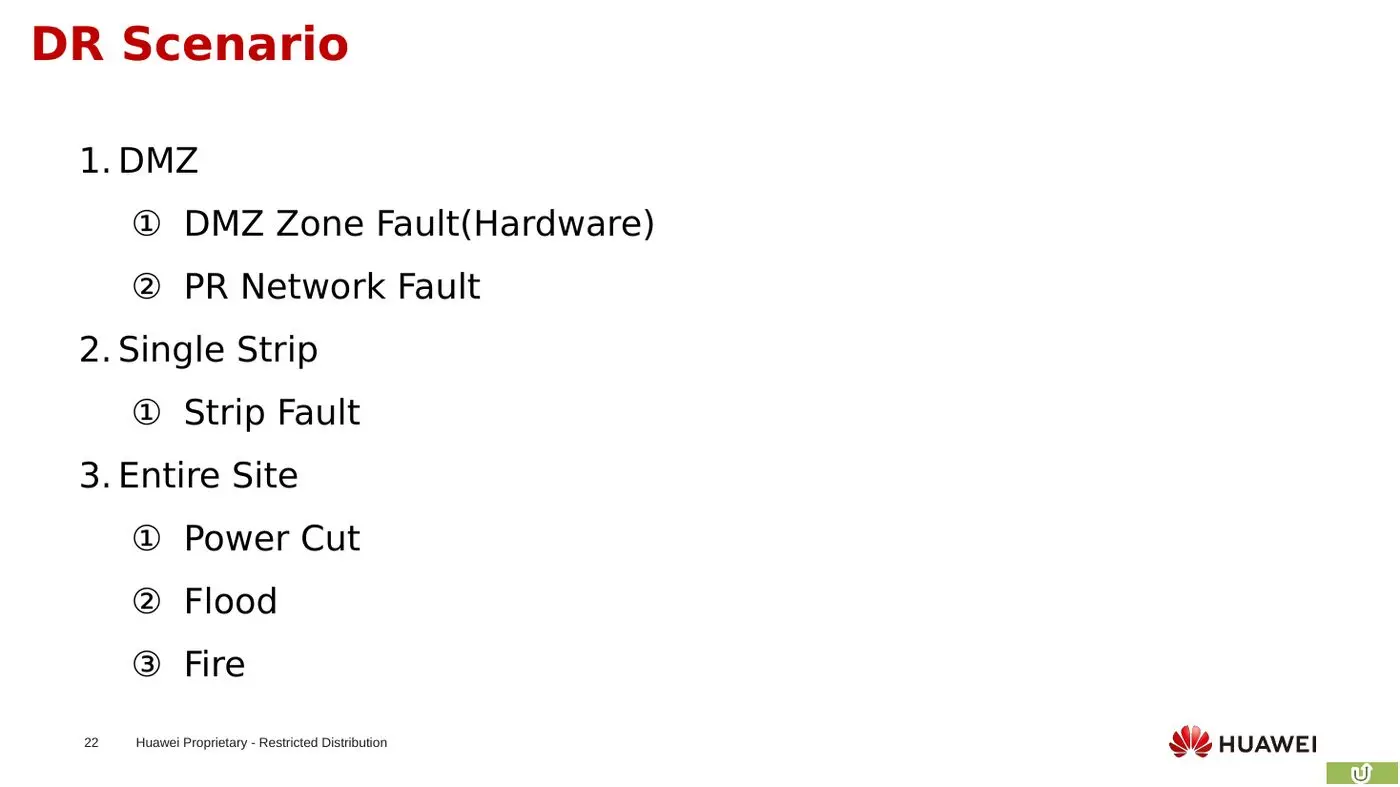 DR Scenario
1. DMZ
① DMZ Zone Fault(Hardware)
② PR Network Fault
2. Single Strip
① Strip Fault
3. Entire Site
① Power Cut
② Flood
③ Fire
22 Huawei Proprietary - Restricted Distribution
HUAWEI